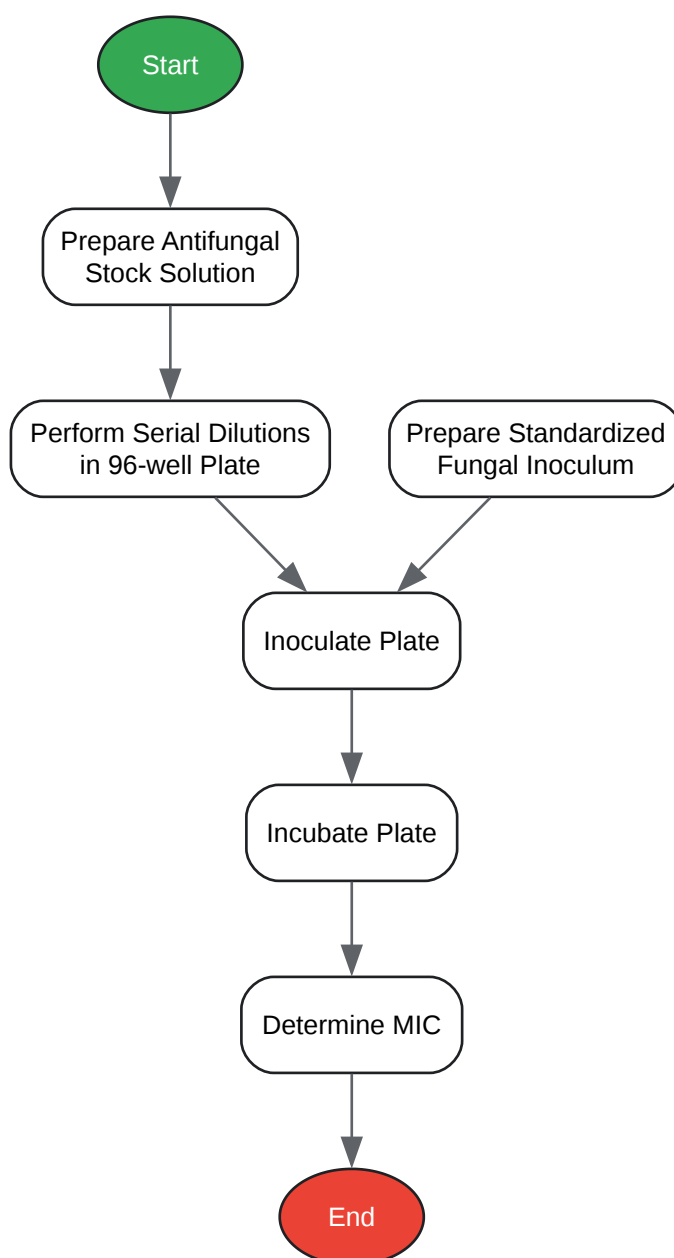 Start
Prepare Antifungal
Stock Solution
Perform Serial Dilutions
in 96-well Plate
Prepare Standardized
Fungal Inoculum
Inoculate Plate
Incubate Plate
Determine MIC
End